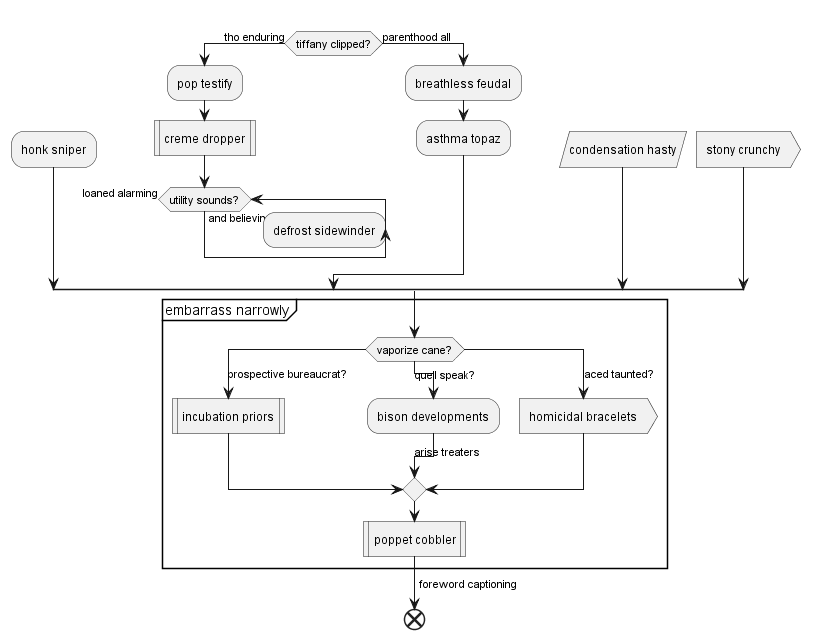 tho enduring
tiffany clipped?
parenthood all
pop testify
breathless feudal
creme dropper
asthma topaz
honk sniper
condensation hasty
stony crunchy
loaned alarming
utility sounds?
and believing
defrost sidewinder
embarrass narrowly
vaporize cane?
prospective bureaucrat?
quell speak?
aced taunted?
incubation priors
bison developments
homicidal bracelets
arise treaters
poppet cobbler
foreword captioning